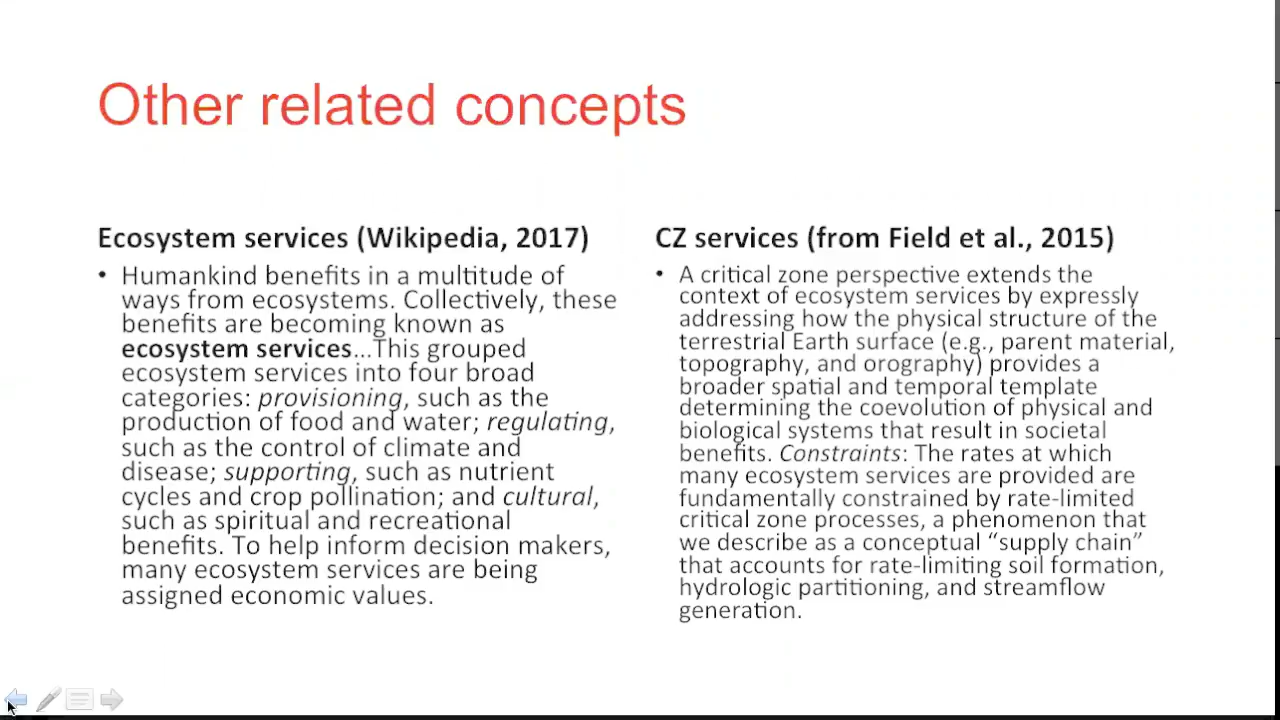 Other related concepts
Ecosystem services (Wikipedia, 2017)
• Humankind benefits in a multitude of
ways from ecosystems. Collectively, these
benefits are becoming known as
ecosystem services...This grouped
ecosystem services into four broad
categories: provisioning, such as the
production of food and water; regulating,
such as the control of climate and
disease; supporting, such as nutrient
cycles and crop pollination; and cultural,
such as spiritual and recreational
benefits. To help inform decision makers,
many ecosystem services are being
assigned economic values.
CZ services (from Field et al., 2015)
• A critical zone perspective extends the
context of ecosystem services by expressly
addressing how the physical structure of the
terrestrial Earth surface (e.g., parent material,
topography, and orography) provides a
broader spatial and temporal template
determining the coevolution of physical and
biological systems that result in societal
benefits. Constraints: The rates at which
many ecosystem services are provided are
fundamentally constrained by rate-limited
critical zone processes, a phenomenon that
we describe as a conceptual “supply chain”
that accounts for rate-limiting soil formation,
hydrologic partitioning, and streamflow
generation.